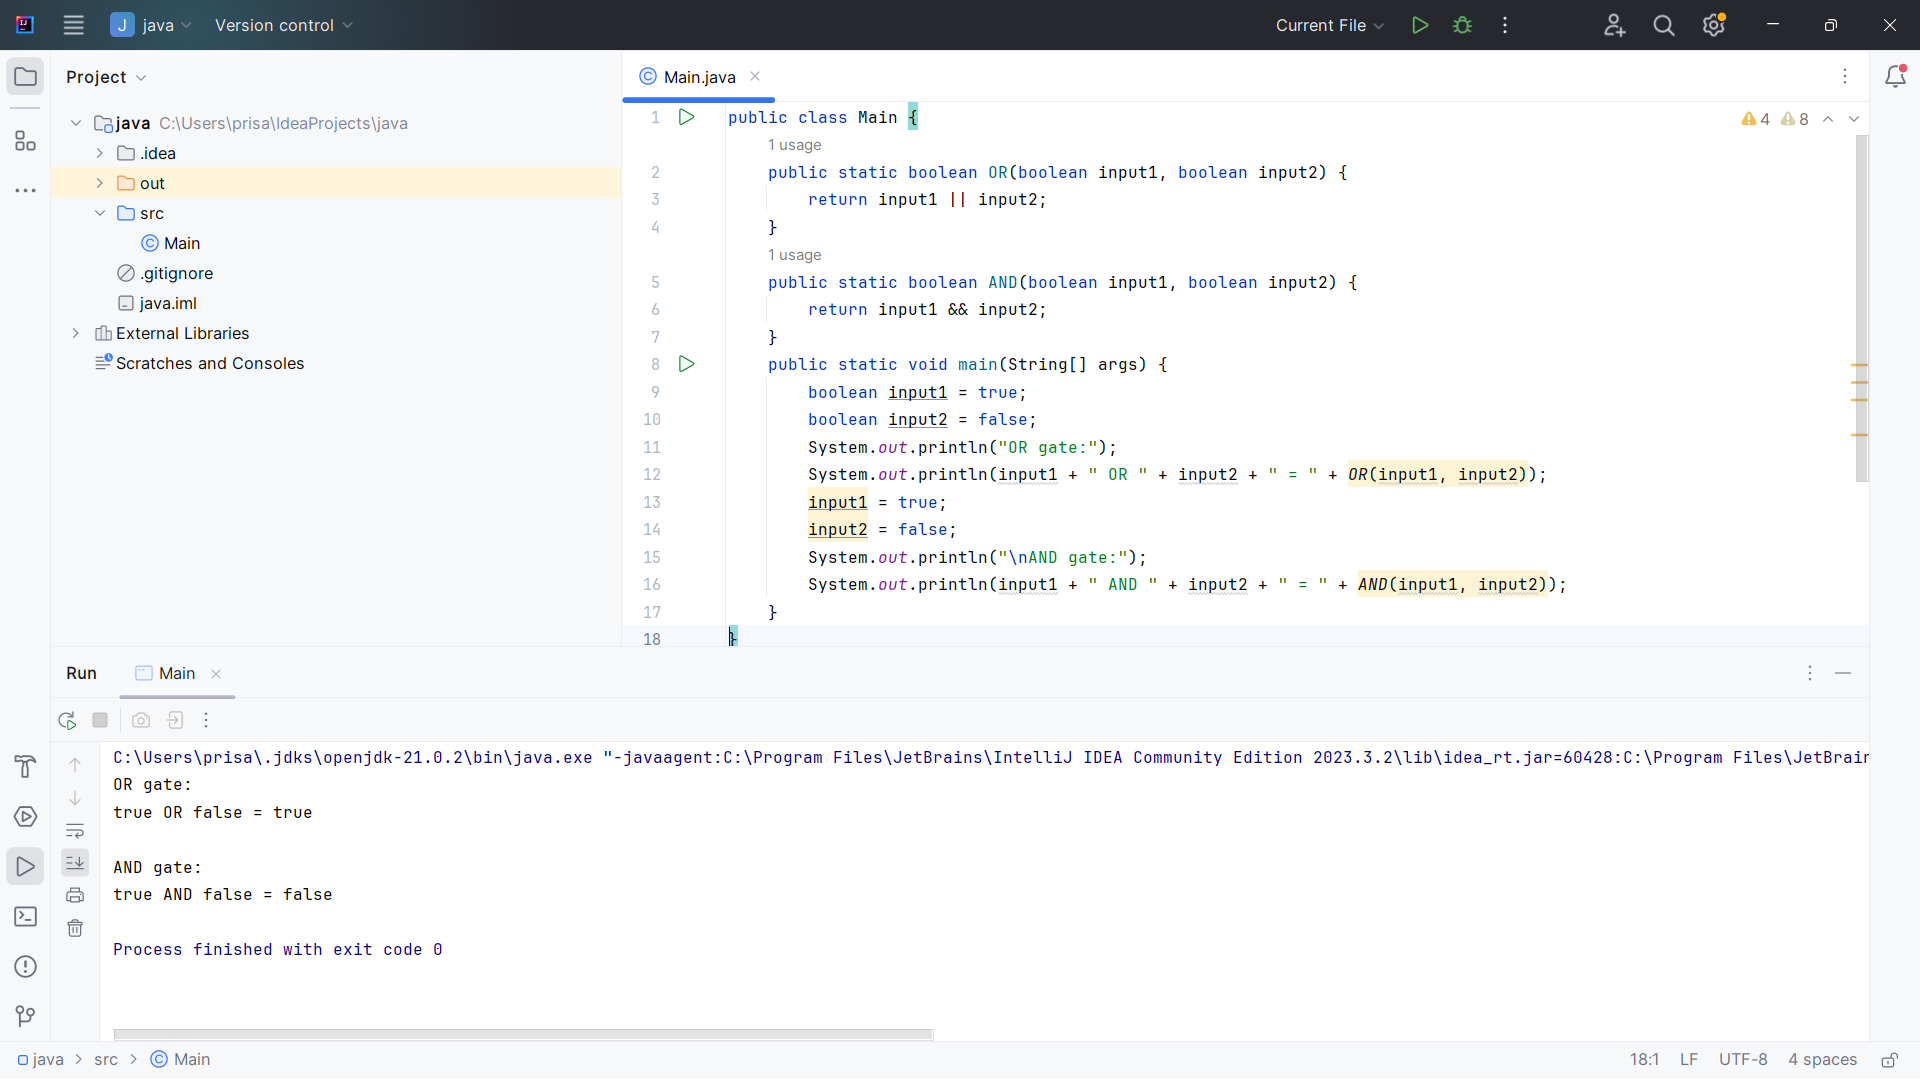 J java Version control Current File
Project
Main.java
java C:\Users\prisa\IdeaProjects\java
.idea
out
src
Main
.gitignore
java.iml
External Libraries
Scratches and Consoles
4 8
1 public class Main {
1 usage
2 public static boolean OR(boolean input1, boolean input2) {
3 return input1 || input2;
4 }
1 usage
5 public static boolean AND(boolean input1, boolean input2) {
6 return input1 && input2;
7 }
8 public static void main(String[] args) {
9 boolean input1 = true;
10 boolean input2 = false;
11 System.out.println("OR gate:");
12 System.out.println(input1 + " OR " + input2 + " = " + OR(input1, input2));
13 input1 = true;
14 input2 = false;
15 System.out.println("\nAND gate:");
16 System.out.println(input1 + " AND " + input2 + " = " + AND(input1, input2));
17 }
18 }
Run Main
C:\Users\prisa\.jdks\openjdk-21.0.2\bin\java.exe "-javaagent:C:\Program Files\JetBrains\IntelliJ IDEA Community Edition 2023.3.2\lib\idea_rt.jar=60428:C:\Program Files\JetBrain
OR gate:
true OR false = true
AND gate:
true AND false = false
Process finished with exit code 0
java > src > Main 18:1 LF UTF-8 4 spaces